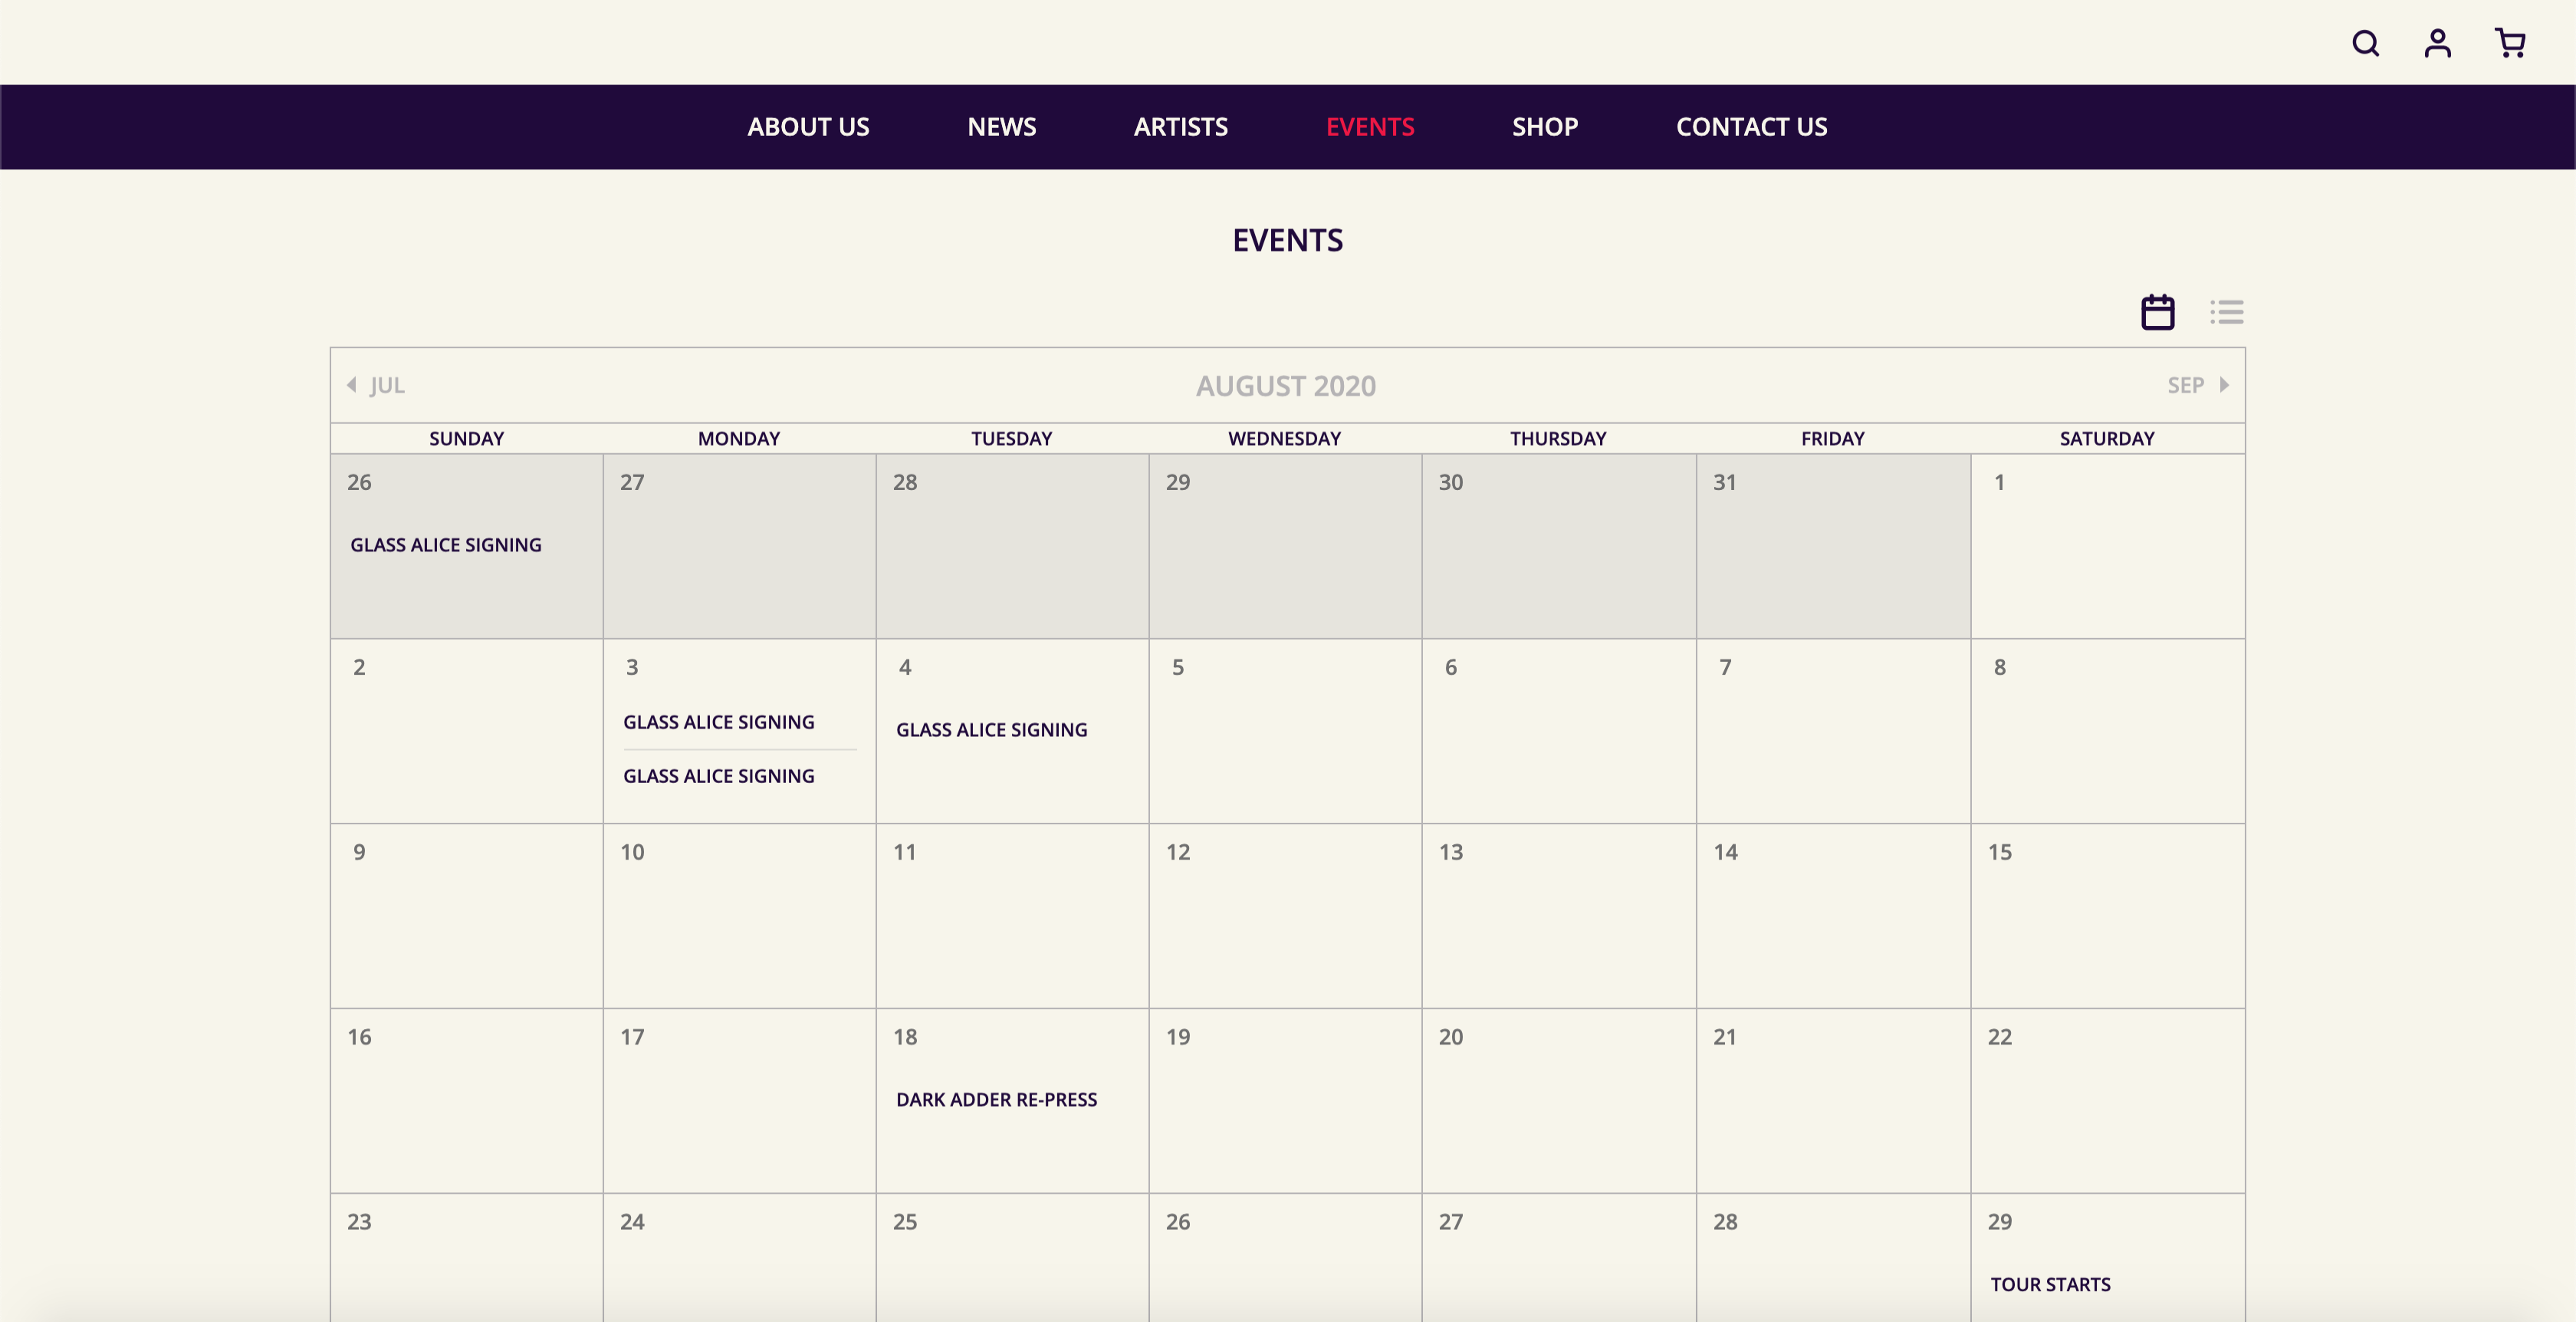 ABOUT US NEWS ARTISTS EVENTS SHOP CONTACT US
EVENTS
JUL AUGUST 2020 SEP
SUNDAY MONDAY TUESDAY WEDNESDAY THURSDAY FRIDAY SATURDAY
26 27 28 29 30 31 1
GLASS ALICE SIGNING
2 3 4 5 6 7 8
GLASS ALICE SIGNING GLASS ALICE SIGNING
GLASS ALICE SIGNING
9 10 11 12 13 14 15
16 17 18 19 20 21 22
DARK ADDER RE-PRESS
23 24 25 26 27 28 29
TOUR STARTS